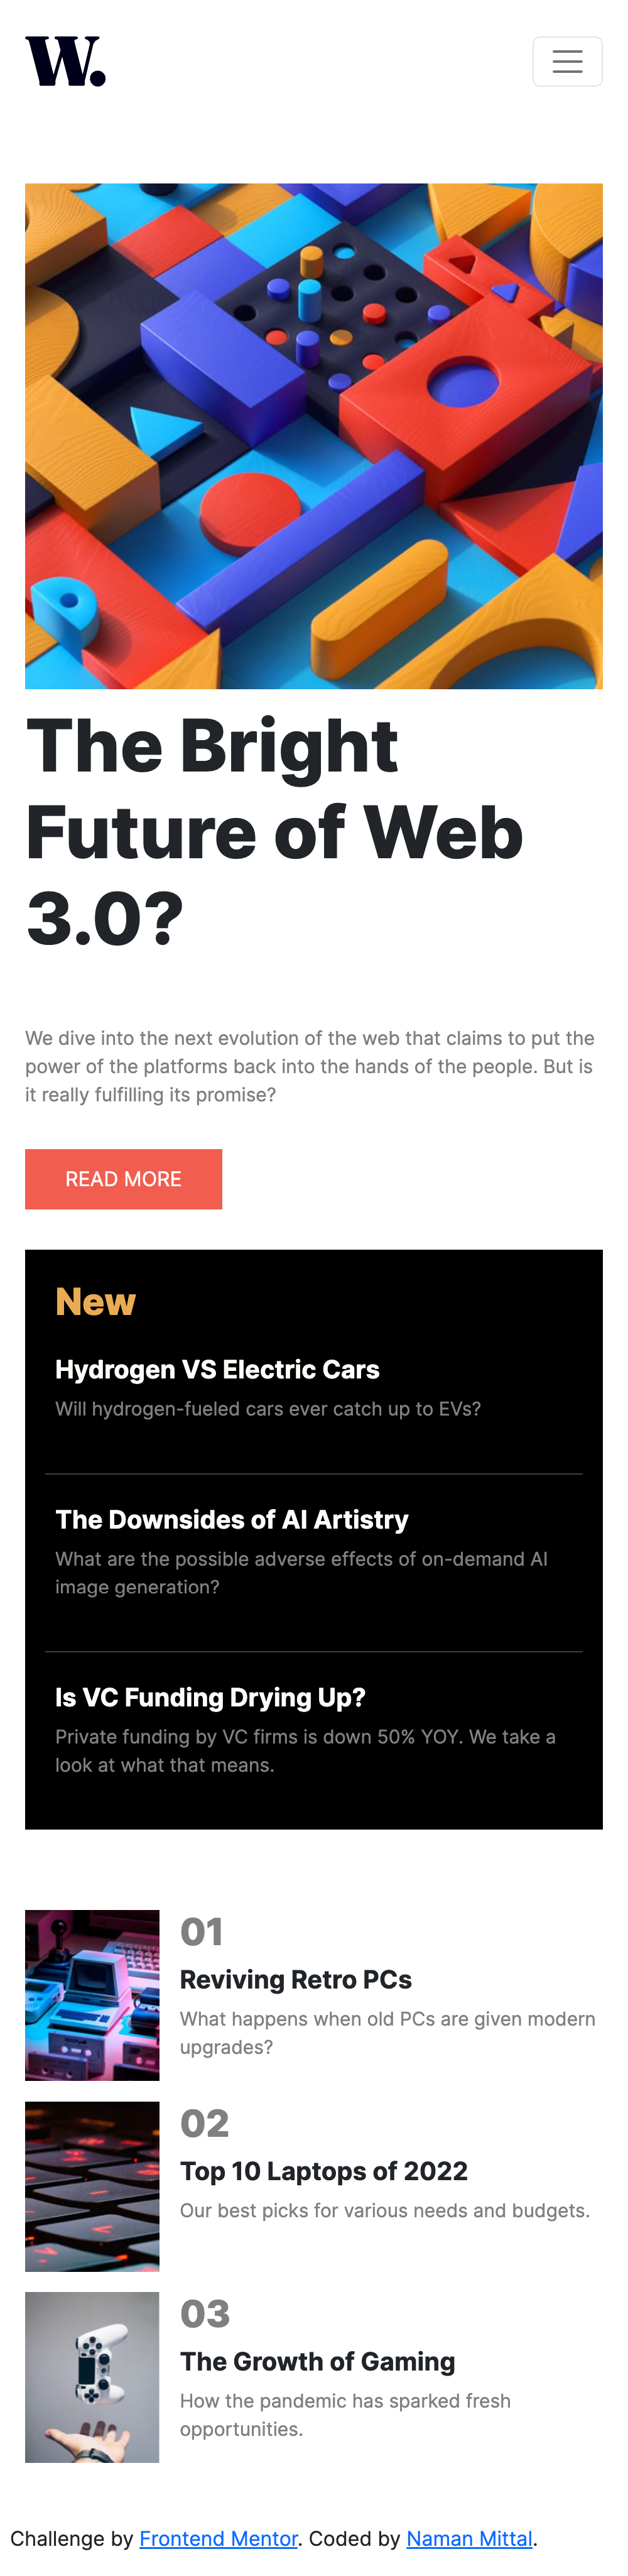 W.
The Bright
Future of Web
3.0?
We dive into the next evolution of the web that claims to put the
power of the platforms back into the hands of the people. But is
it really fulfilling its promise?
READ MORE
New
Hydrogen VS Electric Cars
Will hydrogen-fueled cars ever catch up to EVs?
The Downsides of AI Artistry
What are the possible adverse effects of on-demand AI
image generation?
Is VC Funding Drying Up?
Private funding by VC firms is down 50% YOY. We take a
look at what that means.
01
Reviving Retro PCs
What happens when old PCs are given modern
upgrades?
02
Top 10 Laptops of 2022
Our best picks for various needs and budgets.
03
The Growth of Gaming
How the pandemic has sparked fresh
opportunities.
Challenge by Frontend Mentor. Coded by Naman Mittal.